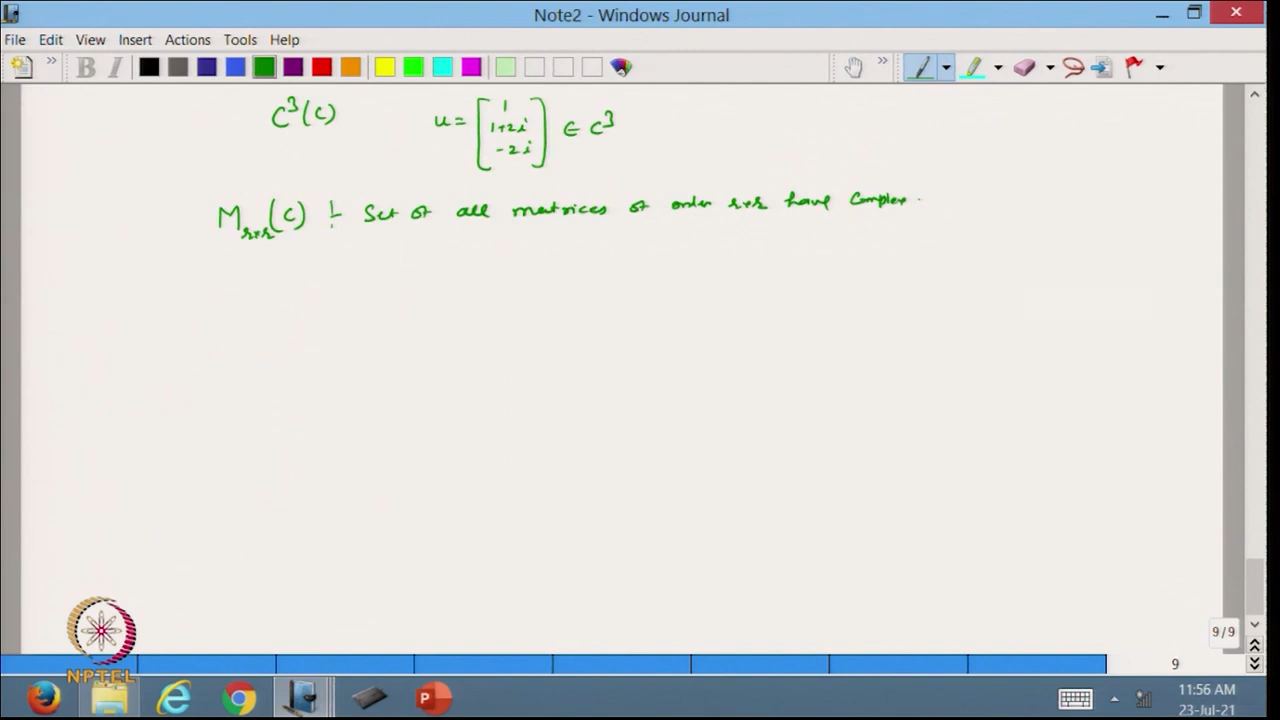 Note2 - Windows Journal
File Edit View Insert Actions Tools Help
B I
C³(C) u = [1 1+2i -2i] ∈ C³
M r×r (C) :- Set of all matrices of order r×r have Complex
9/9
9
NPTEL
11:56 AM
23-Jul-21